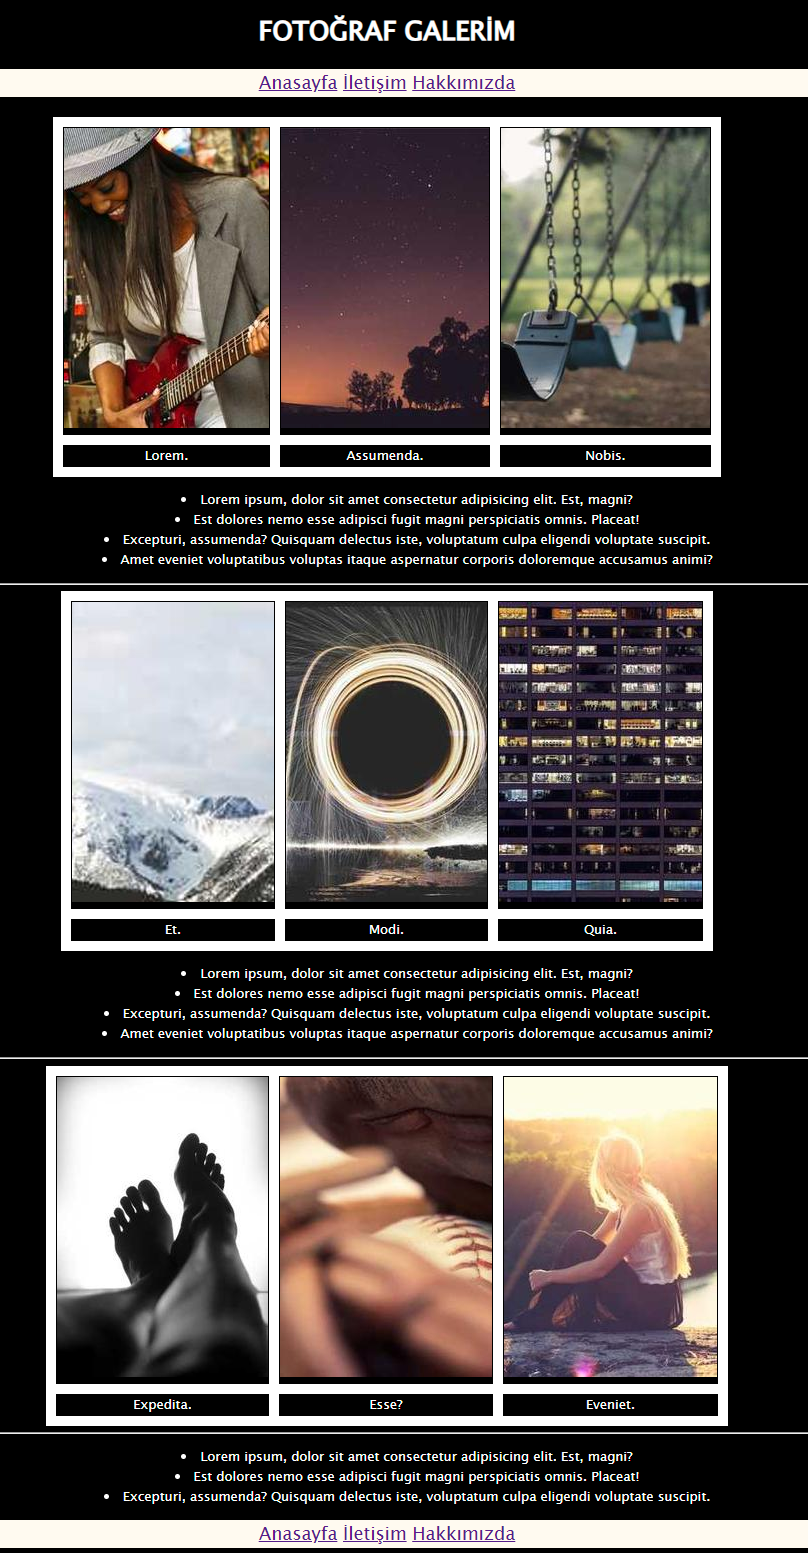 FOTOĞRAF GALERİM
Anasayfa İletişim Hakkımızda
Lorem. Assumenda. Nobis.
Lorem ipsum, dolor sit amet consectetur adipisicing elit. Est, magni?
Est dolores nemo esse adipisci fugit magni perspiciatis omnis. Placeat!
Excepturi, assumenda? Quisquam delectus iste, voluptatum culpa eligendi voluptate suscipit.
Amet eveniet voluptatibus voluptas itaque aspernatur corporis doloremque accusamus animi?
Et. Modi. Quia.
Lorem ipsum, dolor sit amet consectetur adipisicing elit. Est, magni?
Est dolores nemo esse adipisci fugit magni perspiciatis omnis. Placeat!
Excepturi, assumenda? Quisquam delectus iste, voluptatum culpa eligendi voluptate suscipit.
Amet eveniet voluptatibus voluptas itaque aspernatur corporis doloremque accusamus animi?
Expedita. Esse? Eveniet.
Lorem ipsum, dolor sit amet consectetur adipisicing elit. Est, magni?
Est dolores nemo esse adipisci fugit magni perspiciatis omnis. Placeat!
Excepturi, assumenda? Quisquam delectus iste, voluptatum culpa eligendi voluptate suscipit.
Anasayfa İletişim Hakkımızda